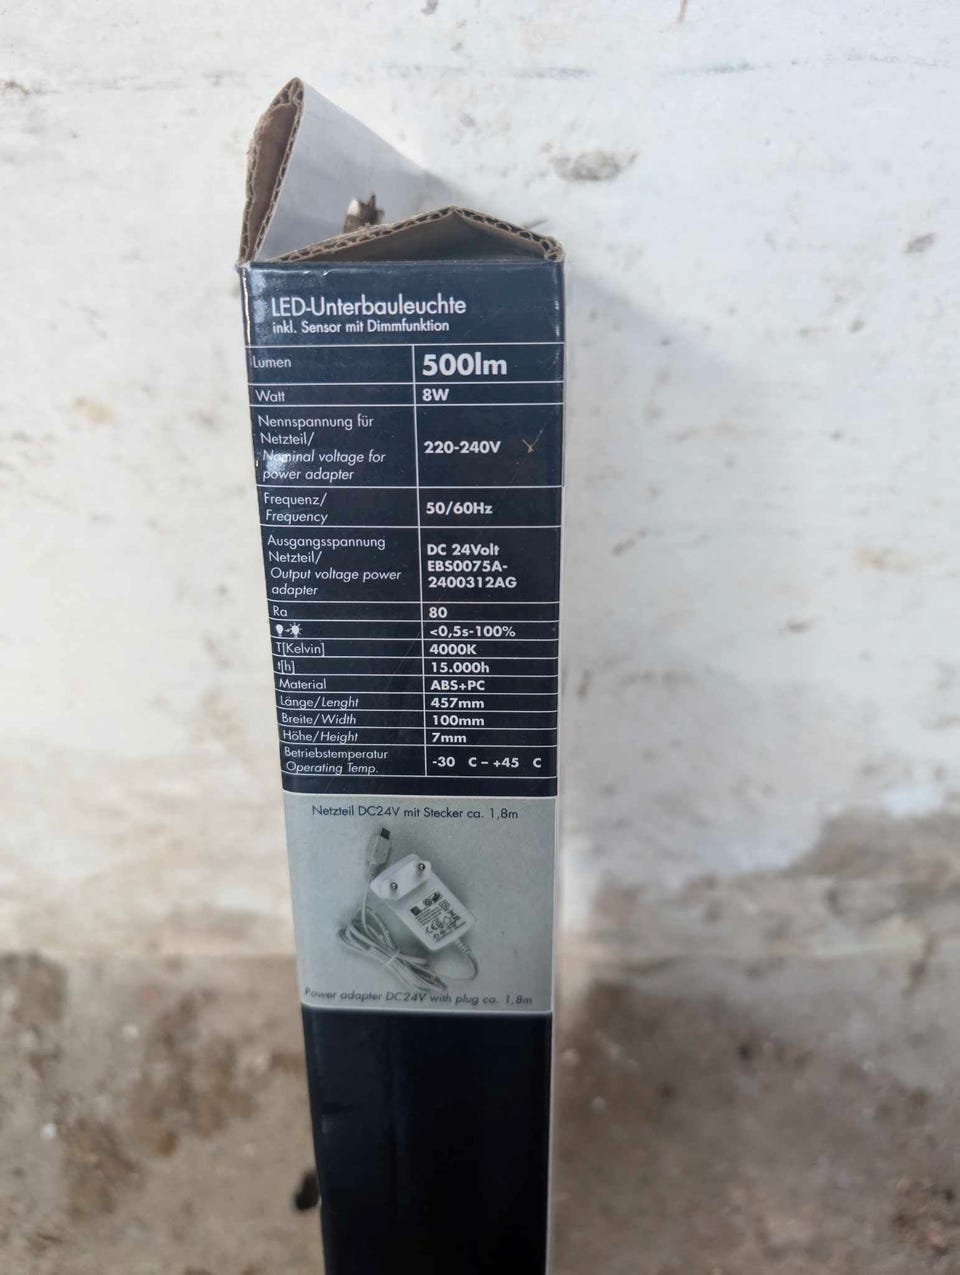 LED-Unterbauleuchte
inkl. Sensor mit Dimmfunktion
Lumen 500lm
Watt 8W
Nennspannung für
Netzteil/
Nominal voltage for
power adapter
220-240V
Frequenz/
Frequency
50/60Hz
Ausgangsspannung
Netzteil/
Output voltage power
adapter
DC 24Volt
EBS0075A-
2400312AG
Ra 80
<0,5s-100%
T[Kelvin] 4000K
t[h] 15.000h
Material ABS+PC
Länge/Lenght 457mm
Breite/Width 100mm
Höhe/Height 7mm
Betriebstemperatur
Operating Temp.
-30 C – +45 C
Netzteil DC24V mit Stecker ca. 1,8m
Power adapter DC24V with plug ca. 1,8m